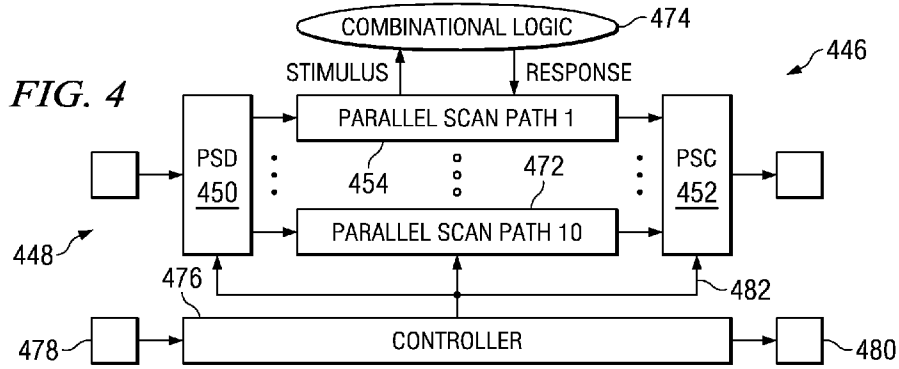 COMBINATIONAL LOGIC
474
446
STIMULUS
RESPONSE
FIG. 4
PARALLEL SCAN PATH 1
PSD
450
PSC
452
454
472
PARALLEL SCAN PATH 10
448
476
482
478
CONTROLLER
480